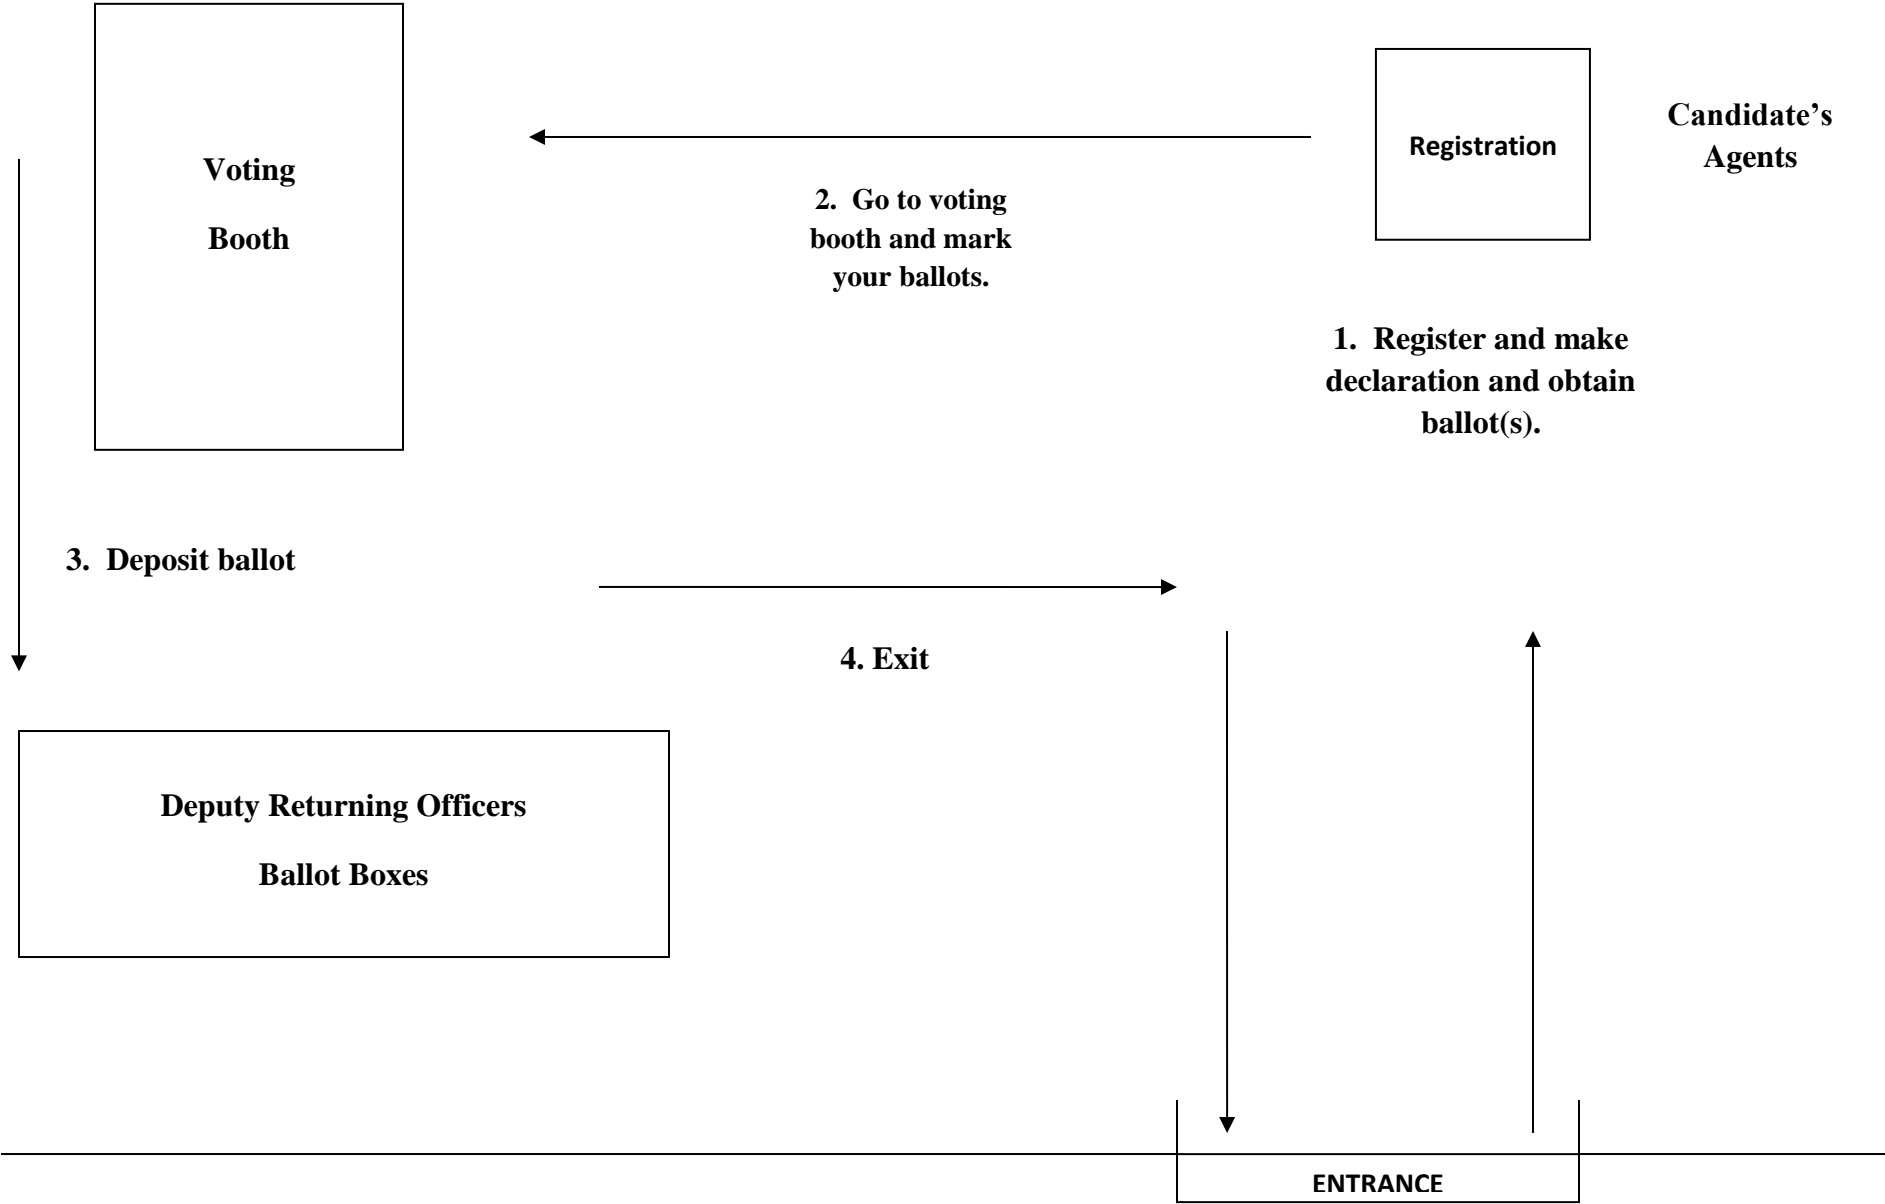 Voting
Booth
Registration
Candidate’s
Agents
2.  Go to voting
booth and mark
your ballots.
1.  Register and make
declaration and obtain
ballot(s).
3.  Deposit ballot
4. Exit
Deputy Returning Officers
Ballot Boxes
ENTRANCE